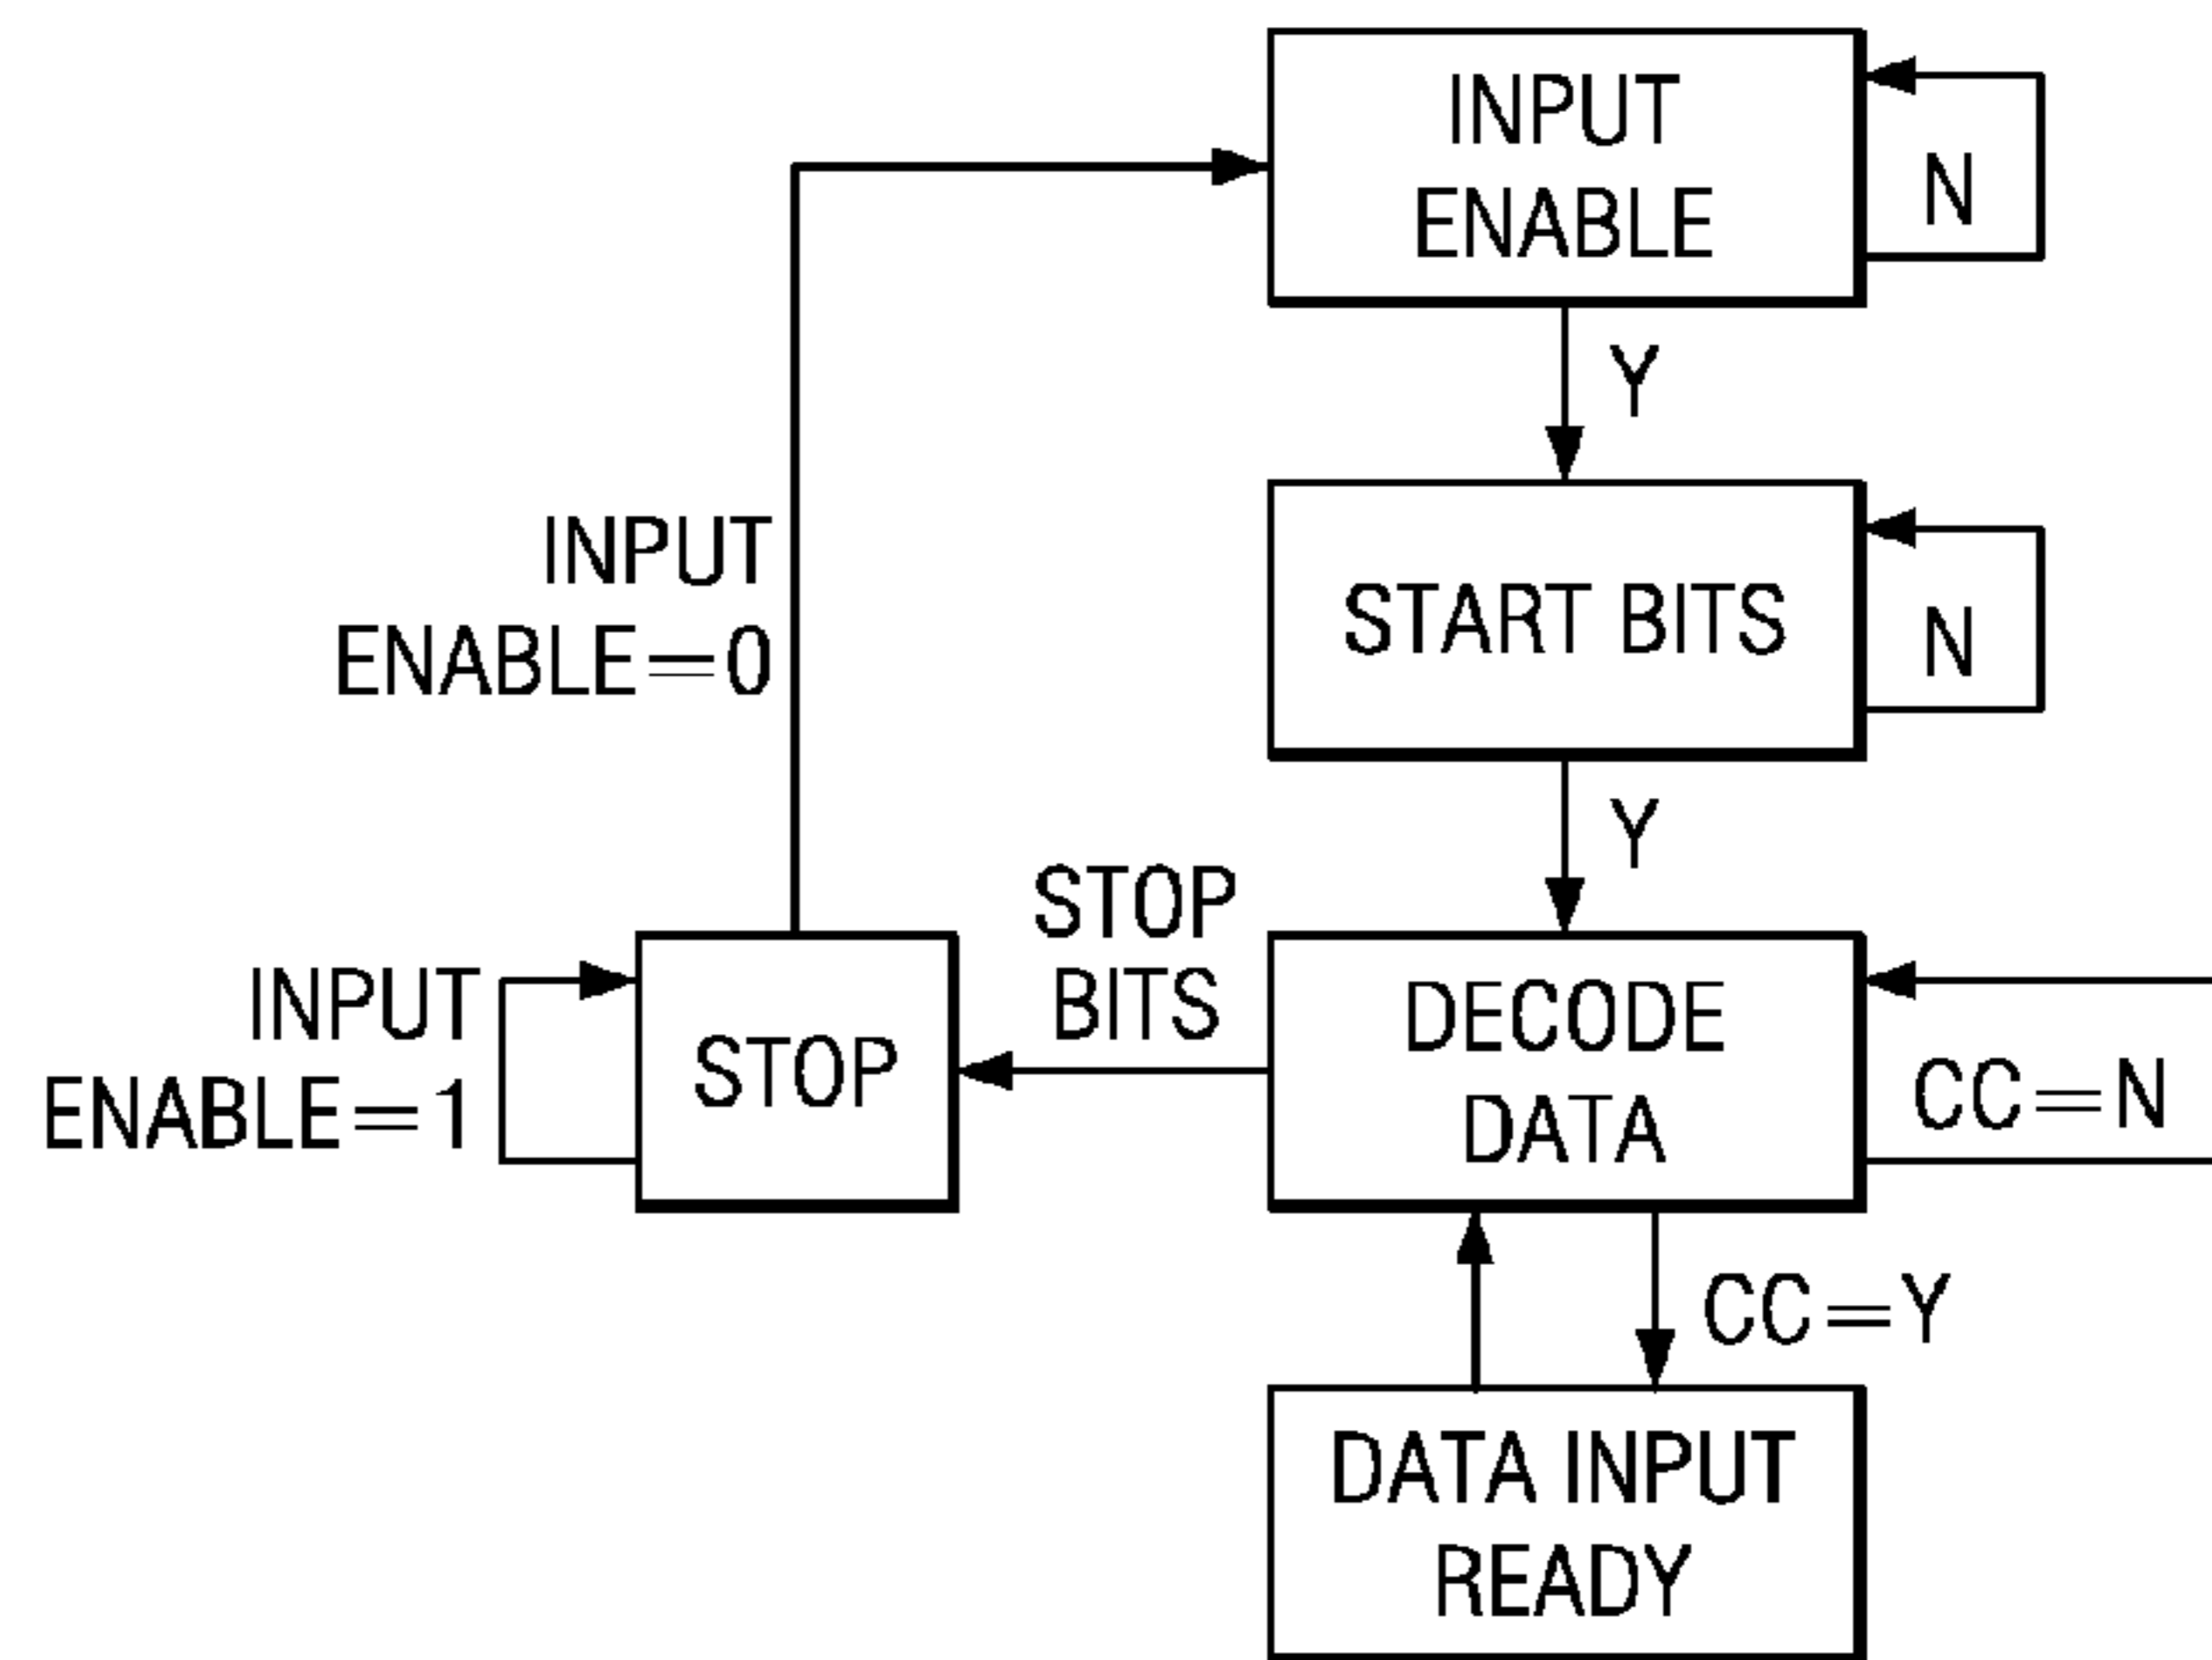 INPUT
ENABLE
N
Y
START BITS
N
INPUT
ENABLE=0
Y
STOP
BITS
INPUT
ENABLE=1
STOP
DECODE
DATA
CC=N
CC=Y
DATA INPUT
READY